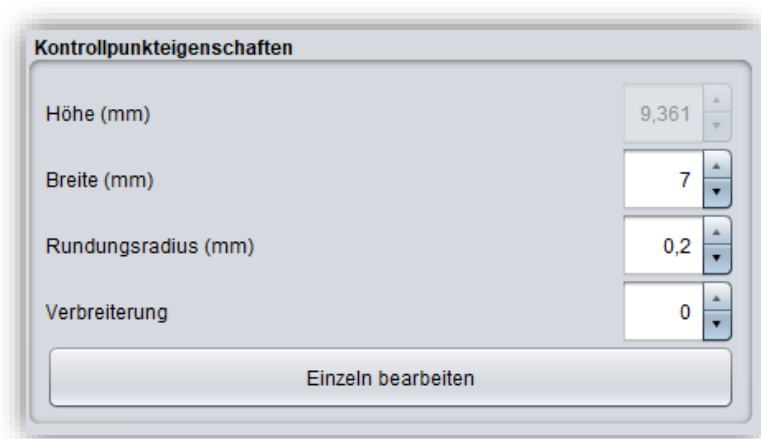 Kontrollpunkteigenschaften
Höhe (mm) 9,361
Breite (mm) 7
Rundungsradius (mm) 0,2
Verbreiterung 0
Einzeln bearbeiten